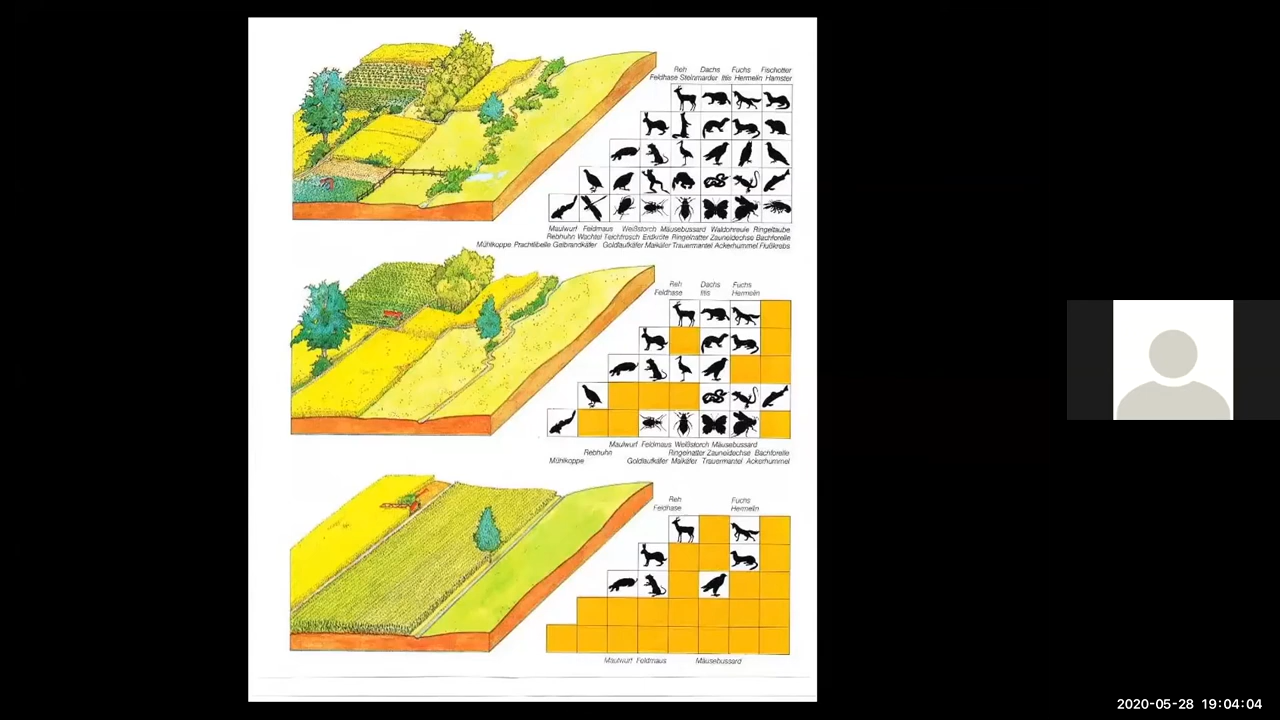 Reh Dachs Fuchs Fischotter
Feldhase Steinmarder Iltis Hermelin Hamster
Maulwurf Feldmaus Weißstorch Mäusebussard Waldohreule Ringeltaube
Rebhuhn Wachtel Teichfrosch Erdkröte Ringelnatter Zauneidechse Bachforelle
Mühlkoppe Prachtlibelle Gelbrandkäfer Goldlaufkäfer Maikäfer Trauermantel Ackerhummel Flußkrebs
Reh Dachs Fuchs
Feldhase Iltis Hermelin
Maulwurf Feldmaus Weißstorch Mäusebussard
Rebhuhn Ringelnatter Zauneidechse Bachforelle
Mühlkoppe Goldlaufkäfer Maikäfer Trauermantel Ackerhummel
Reh Fuchs
Feldhase Hermelin
Maulwurf Feldmaus Mäusebussard
2020-05-28 19:04:04